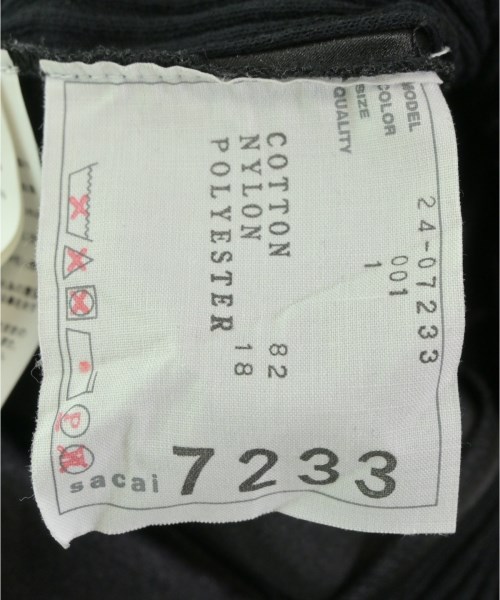 MODEL 24-07233
COLOR 001
SIZE 1
QUALITY
COTTON 82
NYLON 18
POLYESTER
P
sacai 7233